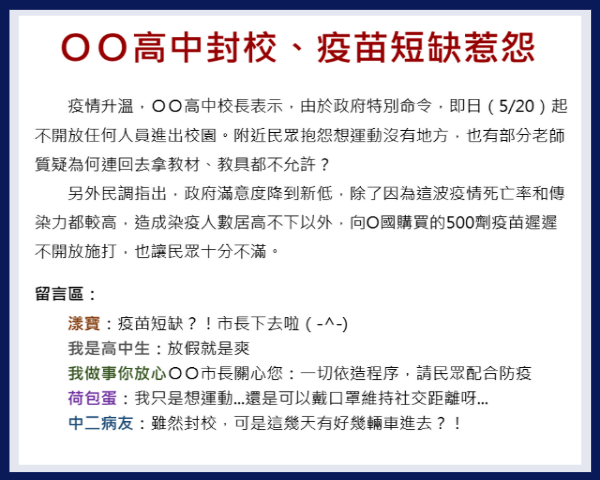 〇〇高中封校、疫苗短缺惹怨
疫情升溫，〇〇高中校長表示，由於政府特別命令，即日（5/20）起
不開放任何人員進出校園。附近民眾抱怨想運動沒有地方，也有部分老師
質疑為何連回去拿教材、教具都不允許？
另外民調指出，政府滿意度降到新低，除了因為這波疫情死亡率和傳
染力都較高，造成染疫人數居高不下以外，向〇國購買的500劑疫苗遲遲
不開放施打，也讓民眾十分不滿。
留言區：
漾寶：疫苗短缺？！市長下去啦（-^-)
我是高中生：放假就是爽
我做事你放心〇〇市長關心您：一切依造程序，請民眾配合防疫
荷包蛋：我只是想運動...還是可以戴口罩維持社交距離呀...
中二病友：雖然封校，可是這幾天有好幾輛車進去？！